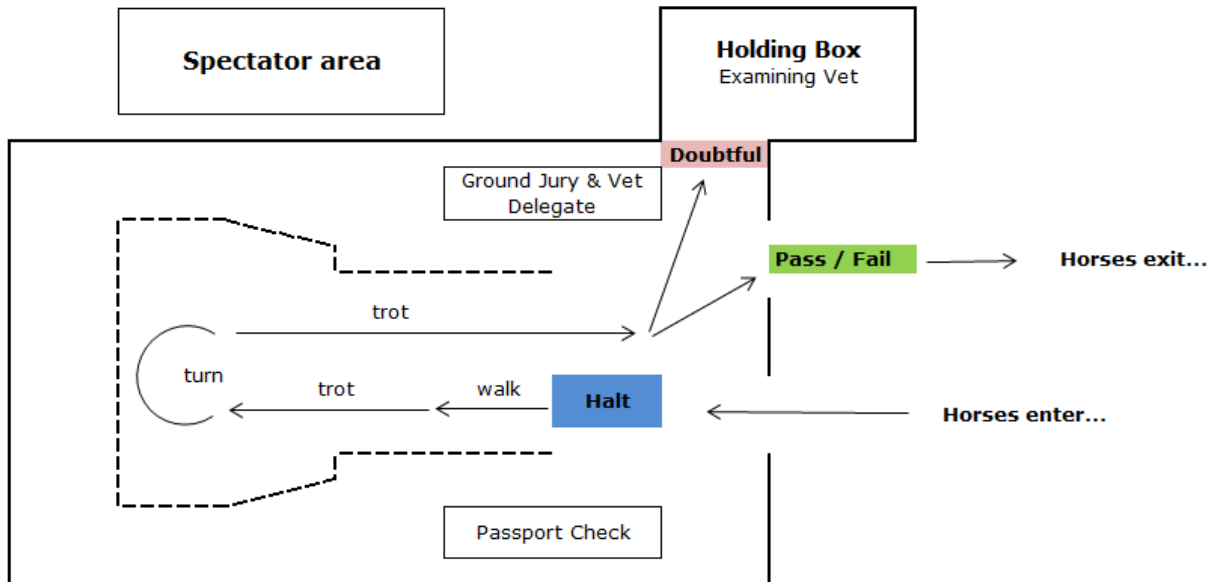 Spectator area
Holding Box
Examining Vet
Doubtful
Ground Jury & Vet
Delegate
Pass / Fail
Horses exit...
trot
turn
trot
walk
Halt
Horses enter...
Passport Check